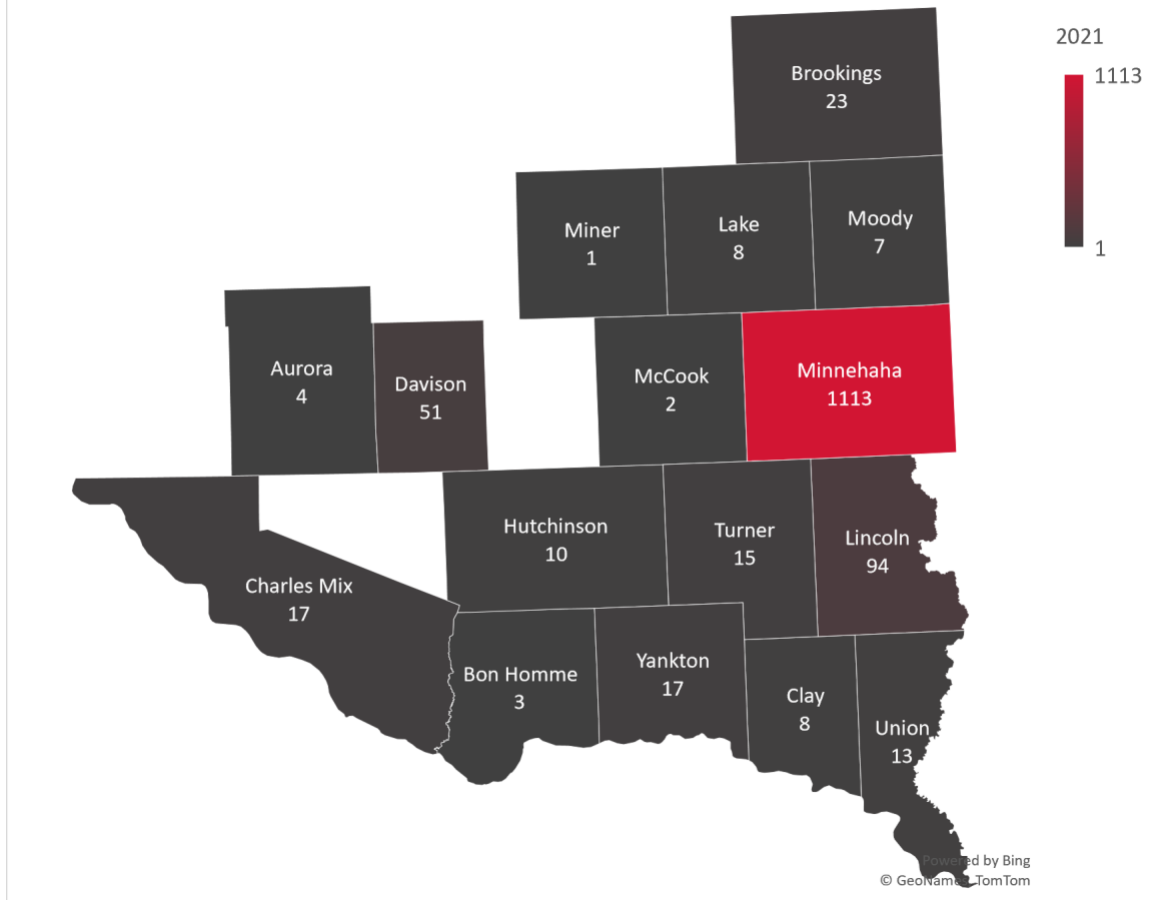 2021
1113
1
Brookings
23
Miner
1
Lake
8
Moody
7
Aurora
4
Davison
51
McCook
2
Minnehaha
1113
Hutchinson
10
Turner
15
Lincoln
94
Charles Mix
17
Bon Homme
3
Yankton
17
Clay
8
Union
13
Powered by Bing
© GeoNames, TomTom